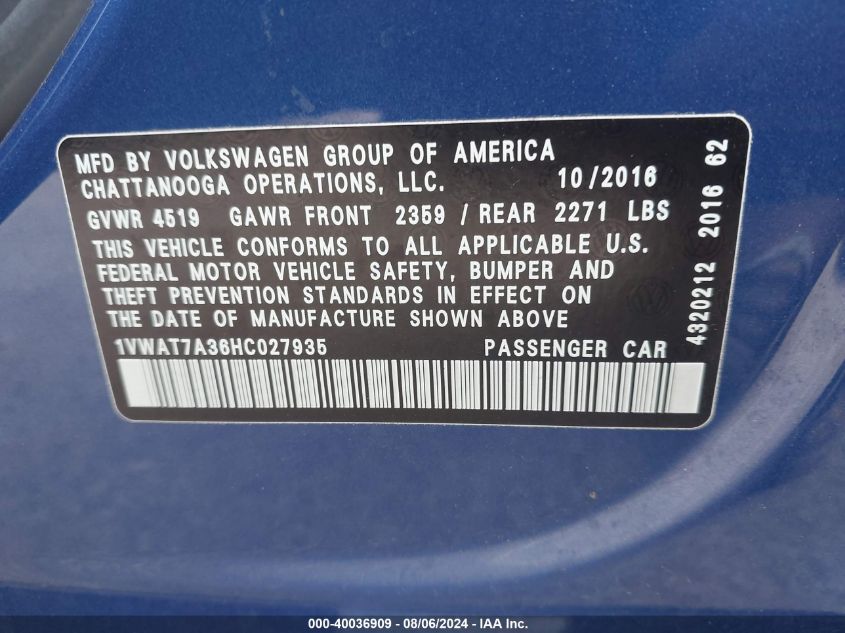 MFD BY VOLKSWAGEN GROUP OF AMERICA
CHATTANOOGA OPERATIONS, LLC. 10/2016
GVWR 4519 GAWR FRONT 2359 / REAR 2271 LBS
THIS VEHICLE CONFORMS TO ALL APPLICABLE U.S.
FEDERAL MOTOR VEHICLE SAFETY, BUMPER AND
THEFT PREVENTION STANDARDS IN EFFECT ON
THE DATE OF MANUFACTURE SHOWN ABOVE
1VWAT7A36HC027935 PASSENGER CAR
4320212 2016 62
000-40036909 - 08/06/2024 - IAA Inc.